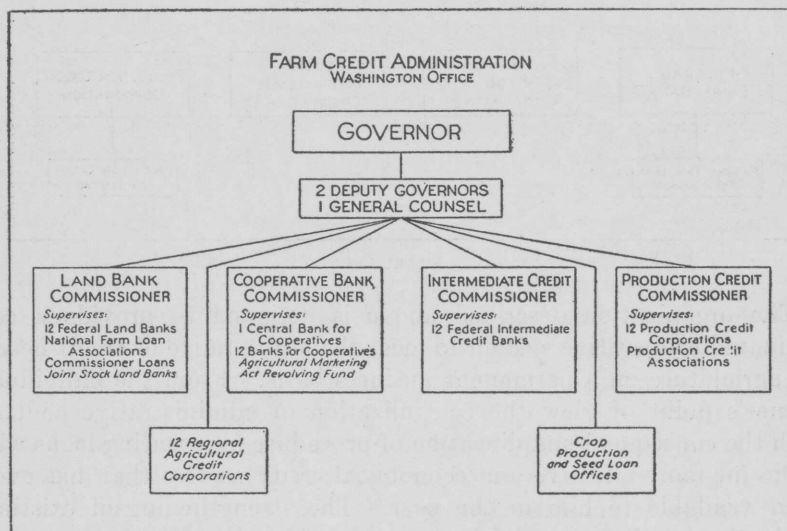 FARM CREDIT ADMINISTRATION
WASHINGTON OFFICE
GOVERNOR
2 DEPUTY GOVERNORS
1 GENERAL COUNSEL
LAND BANK
COMMISSIONER
Supervises:
12 Federal Land Banks
National Farm Loan
Associations
Commissioner Loans
Joint Stock Land Banks
COOPERATIVE BANK
COMMISSIONER
Supervises:
1 Central Bank for
Cooperatives
12 Banks for Cooperatives
Agricultural Marketing
Act Revolving Fund
INTERMEDIATE CREDIT
COMMISSIONER
Supervises:
12 Federal Intermediate
Credit Banks
PRODUCTION CREDIT
COMMISSIONER
Supervises:
12 Production Credit
Corporations
Production Credit
Associations
12 Regional
Agricultural
Credit
Corporations
Crop
Production
and Seed Loan
Offices